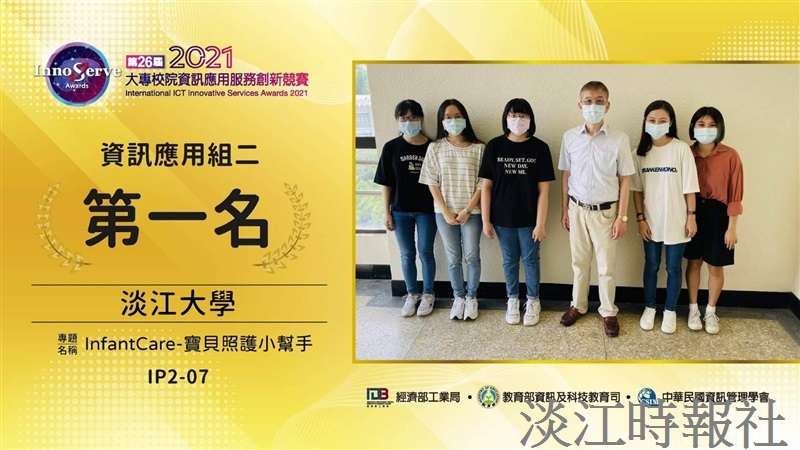 InnoServe
Awards
第26屆 2021
大專校院資訊應用服務創新競賽
International ICT Innovative Services Awards 2021
資訊應用組二
第一名
淡江大學
專題名稱 InfantCare-寶貝照護小幫手
IP2-07
READY, SET, GO!
NEW DAY.
NEW ME.
IDB 經濟部工業局 • 教育部資訊及科技教育司 • CSIM 中華民國資訊管理學會
淡江時報社